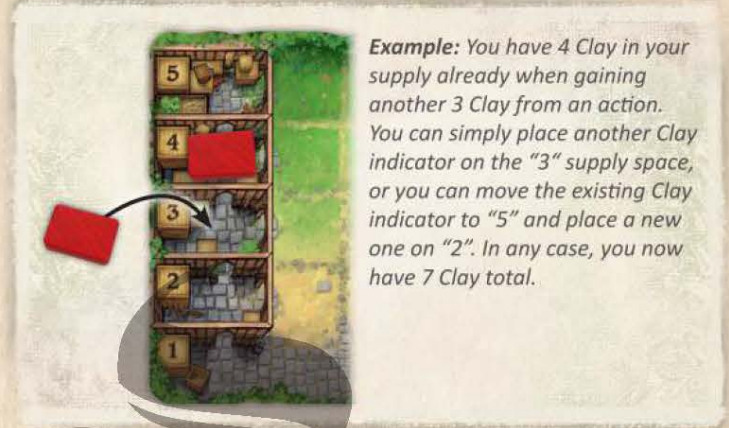 5
4
3
2
1
Example: You have 4 Clay in your
supply already when gaining
another 3 Clay from an action.
You can simply place another Clay
indicator on the “3” supply space,
or you can move the existing Clay
indicator to “5” and place a new
one on “2”. In any case, you now
have 7 Clay total.